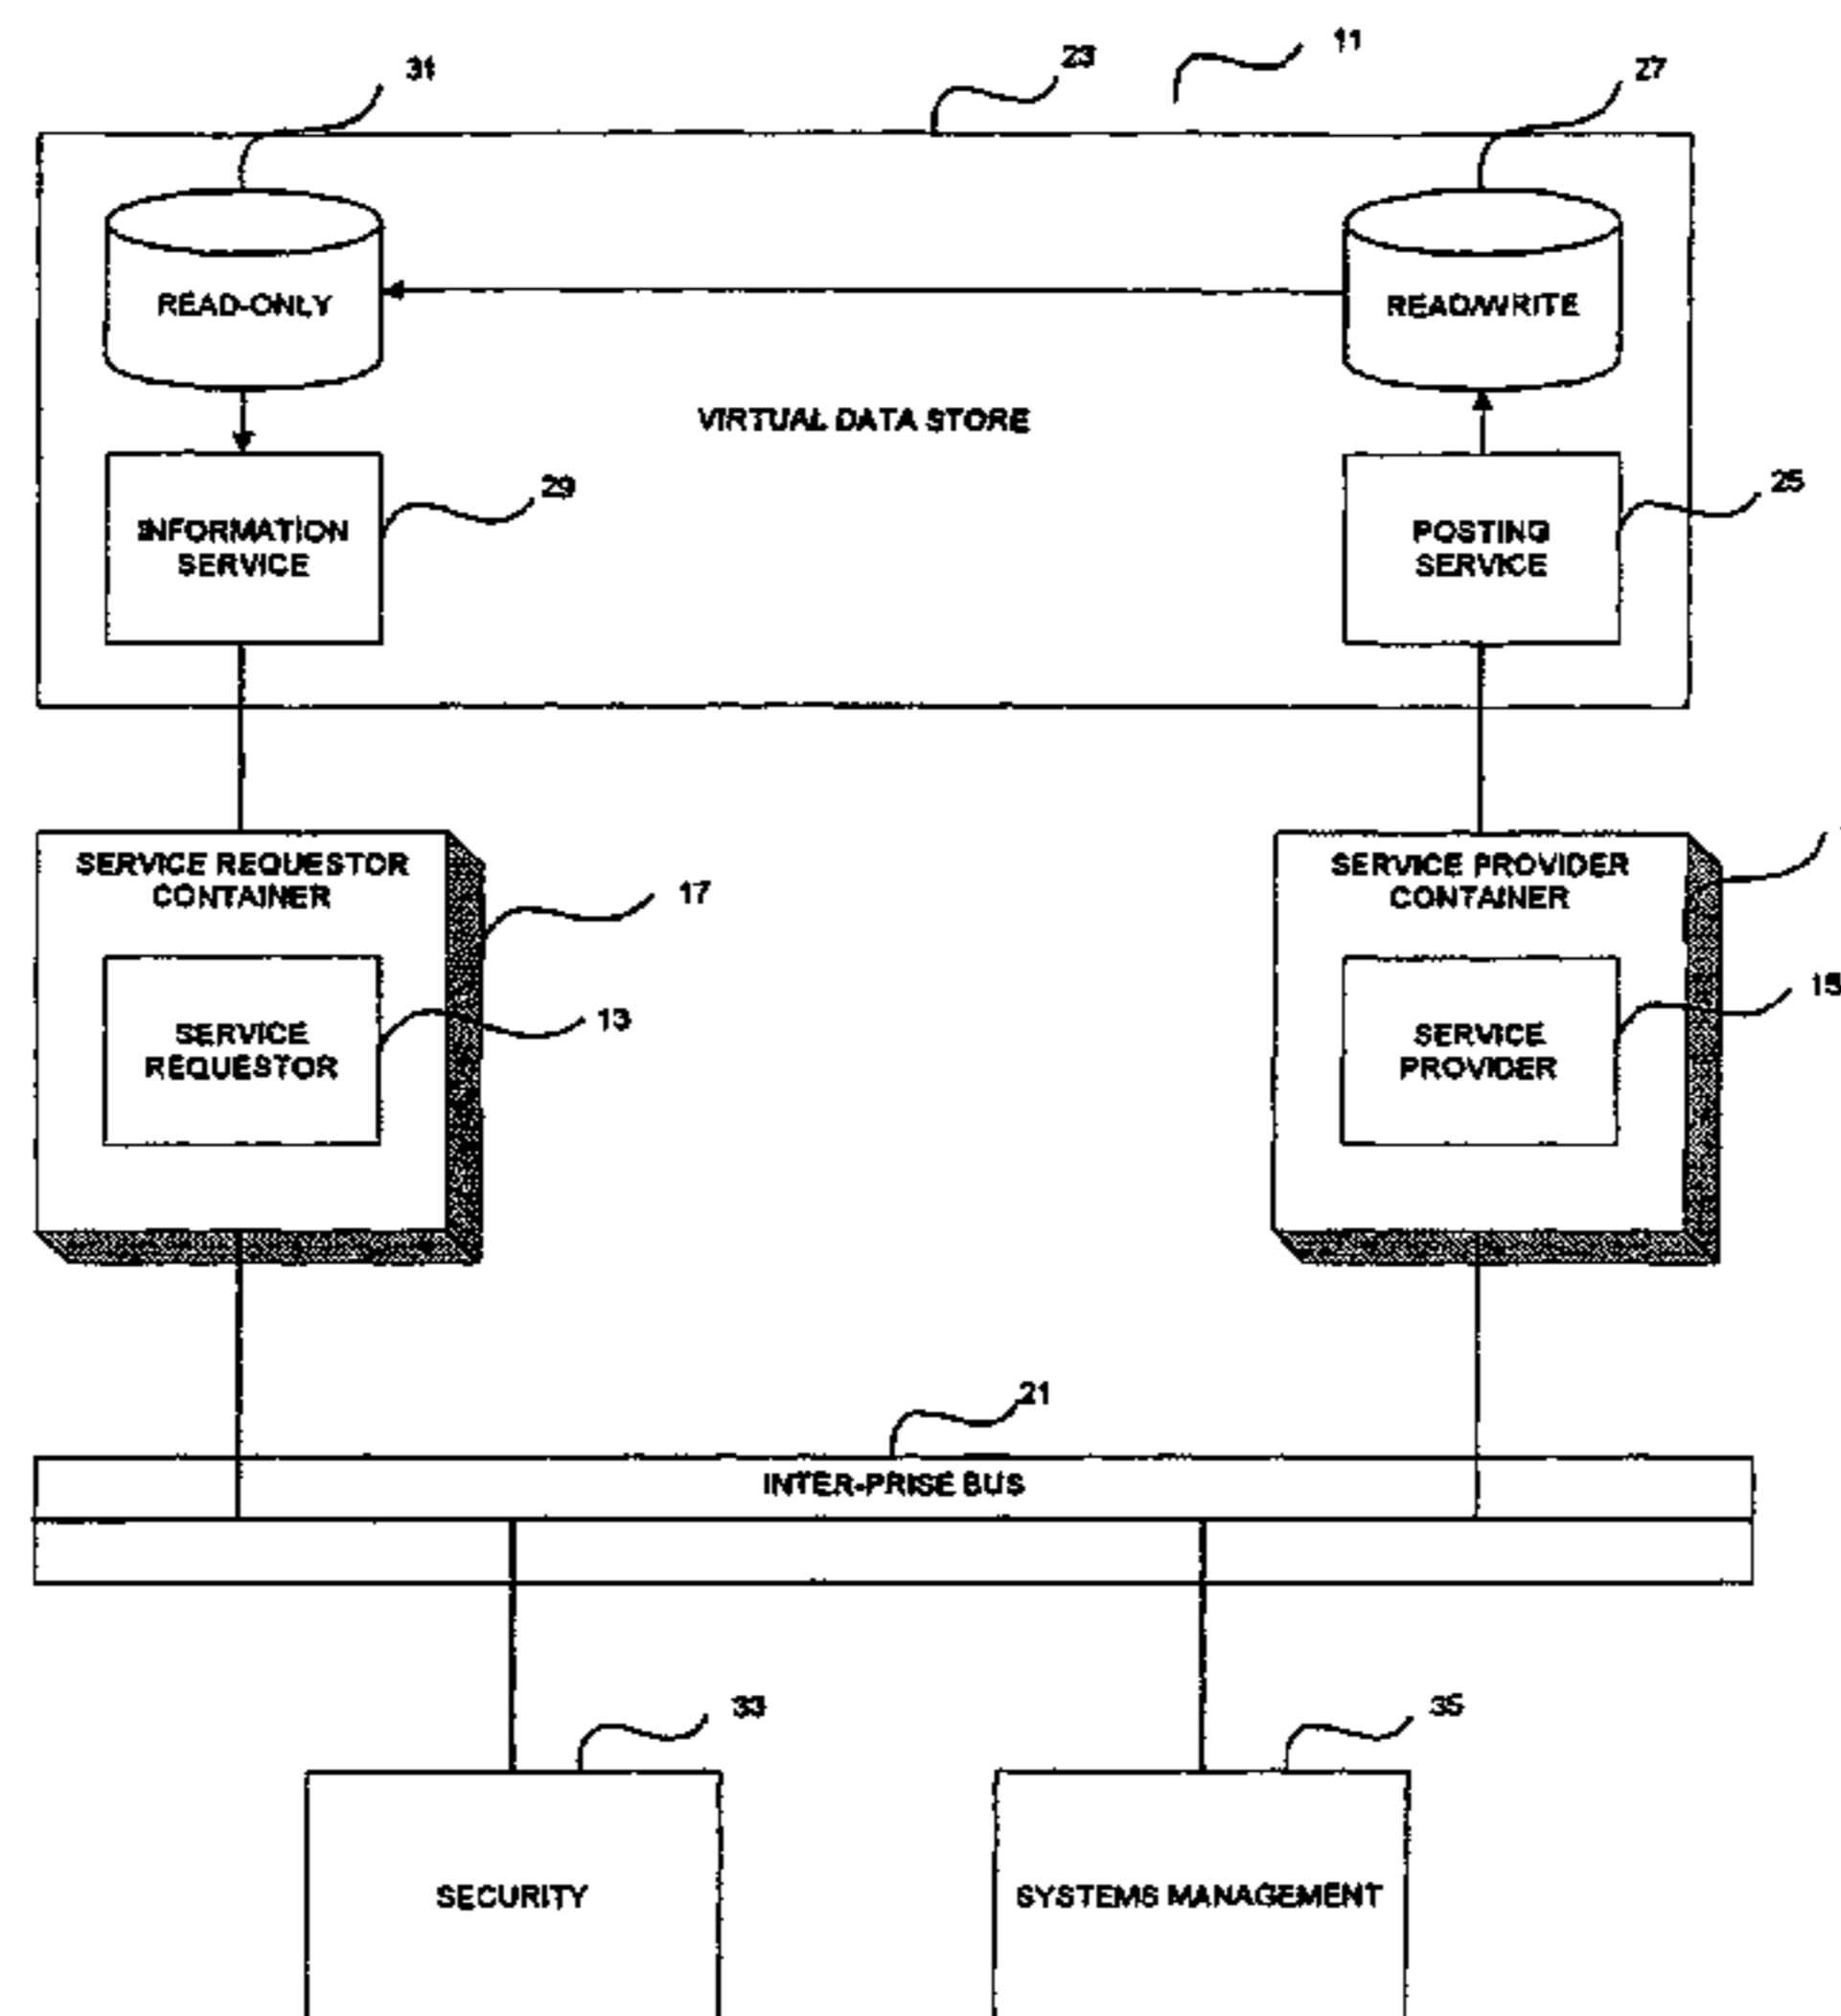 11
23
31
27
READ-ONLY
READ/WRITE
VIRTUAL DATA STORE
29
25
INFORMATION
SERVICE
POSTING
SERVICE
SERVICE REQUESTOR
CONTAINER
17
SERVICE PROVIDER
CONTAINER
13
15
SERVICE
REQUESTOR
SERVICE
PROVIDER
21
INTER-PRISE BUS
33
35
SECURITY
SYSTEMS MANAGEMENT